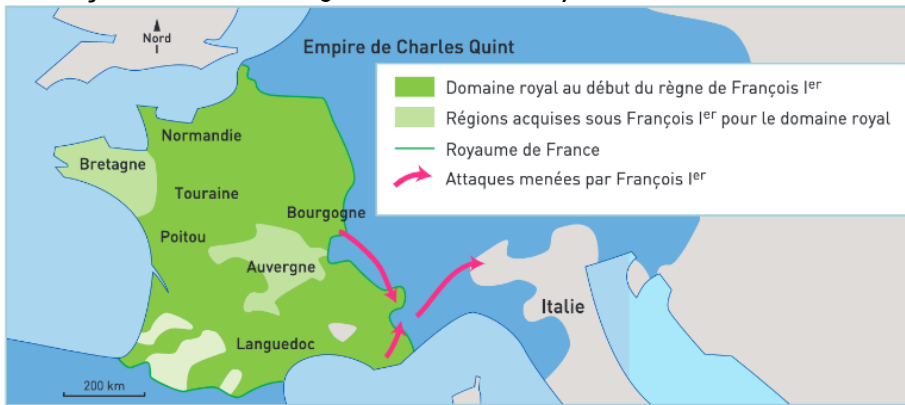 Nord
Empire de Charles Quint
Domaine royal au début du règne de François Ier
Régions acquises sous François Ier pour le domaine royal
Royaume de France
Attaques menées par François Ier
Normandie
Bretagne
Touraine
Bourgogne
Poitou
Auvergne
Italie
Languedoc
200 km